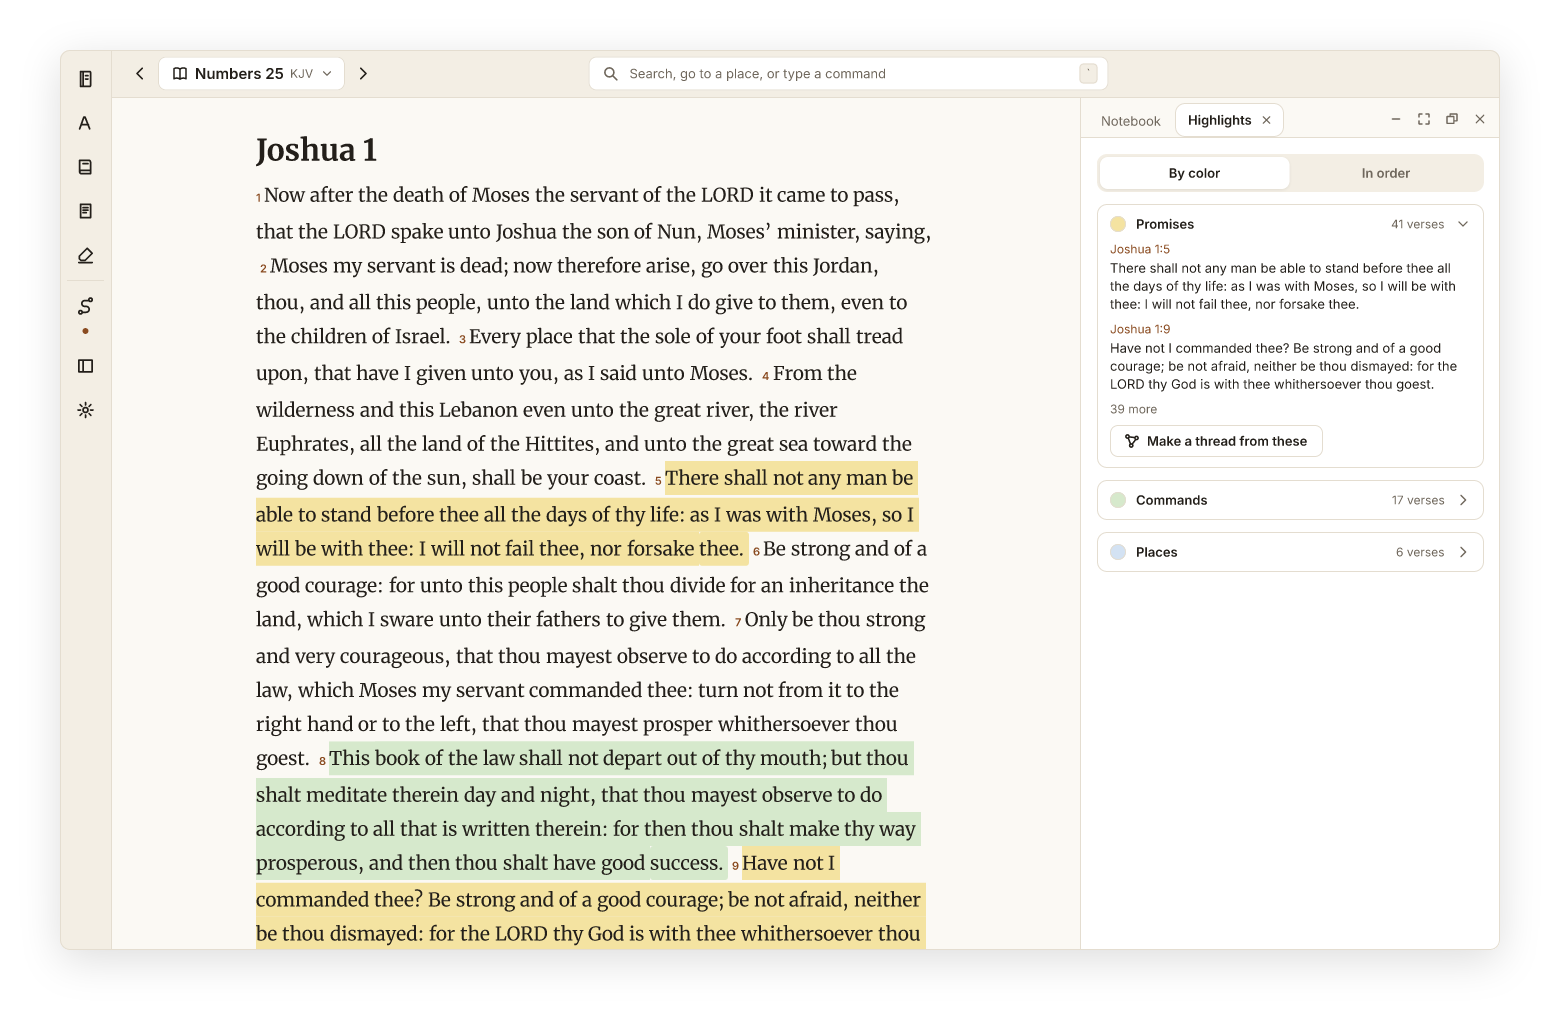 Numbers 25 KJV
Search, go to a place, or type a command
Joshua 1
1 Now after the death of Moses the servant of the LORD it came to pass,
that the LORD spake unto Joshua the son of Nun, Moses’ minister, saying,
2 Moses my servant is dead; now therefore arise, go over this Jordan,
thou, and all this people, unto the land which I do give to them, even to
the children of Israel. 3 Every place that the sole of your foot shall tread
upon, that have I given unto you, as I said unto Moses. 4 From the
wilderness and this Lebanon even unto the great river, the river
Euphrates, all the land of the Hittites, and unto the great sea toward the
going down of the sun, shall be your coast. 5 There shall not any man be
able to stand before thee all the days of thy life: as I was with Moses, so I
will be with thee: I will not fail thee, nor forsake thee. 6 Be strong and of a
good courage: for unto this people shalt thou divide for an inheritance the
land, which I sware unto their fathers to give them. 7 Only be thou strong
and very courageous, that thou mayest observe to do according to all the
law, which Moses my servant commanded thee: turn not from it to the
right hand or to the left, that thou mayest prosper whithersoever thou
goest. 8 This book of the law shall not depart out of thy mouth; but thou
shalt meditate therein day and night, that thou mayest observe to do
according to all that is written therein: for then thou shalt make thy way
prosperous, and then thou shalt have good success. 9 Have not I
commanded thee? Be strong and of a good courage; be not afraid, neither
be thou dismayed: for the LORD thy God is with thee whithersoever thou
Notebook
Highlights
By color
In order
Promises 41 verses
Joshua 1:5
There shall not any man be able to stand before thee all
the days of thy life: as I was with Moses, so I will be with
thee: I will not fail thee, nor forsake thee.
Joshua 1:9
Have not I commanded thee? Be strong and of a good
courage; be not afraid, neither be thou dismayed: for the
LORD thy God is with thee whithersoever thou goest.
39 more
Make a thread from these
Commands 17 verses
Places 6 verses